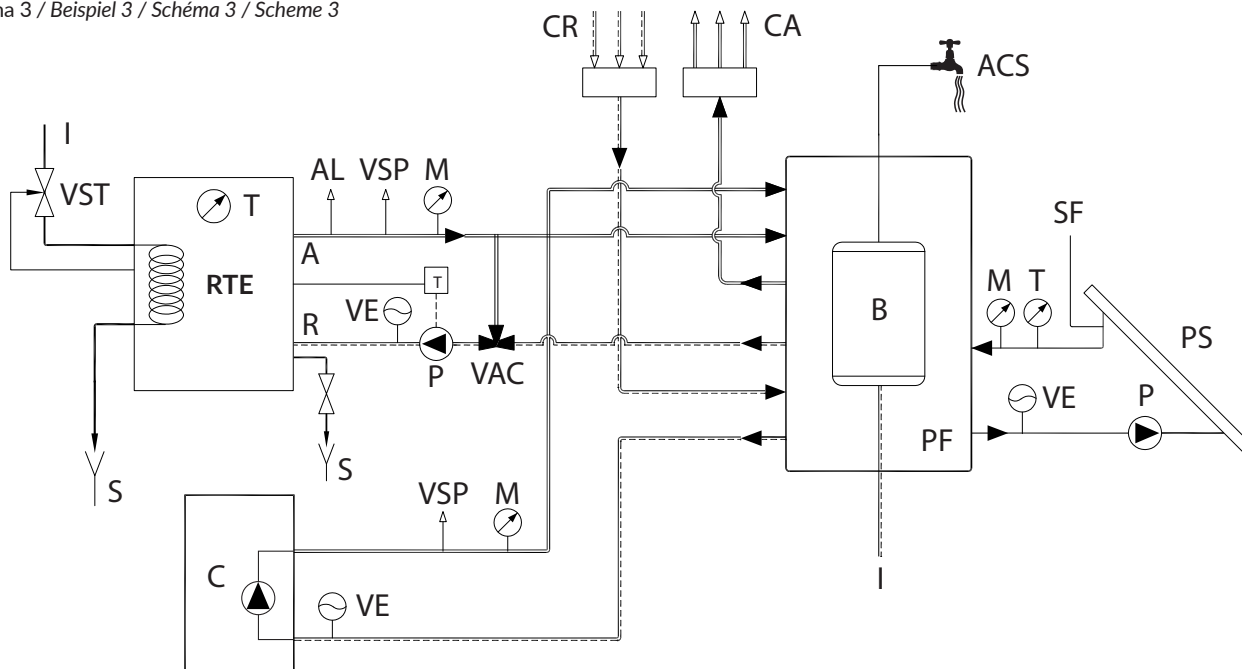 na 3 / Beispiel 3 / Schéma 3 / Scheme 3
CR
CA
ACS
I
VST
AL
VSP
M
T
A
RTE
SF
T
VE
R
B
M
T
PS
P
VAC
VE
P
PF
S
S
VSP
M
C
VE
I